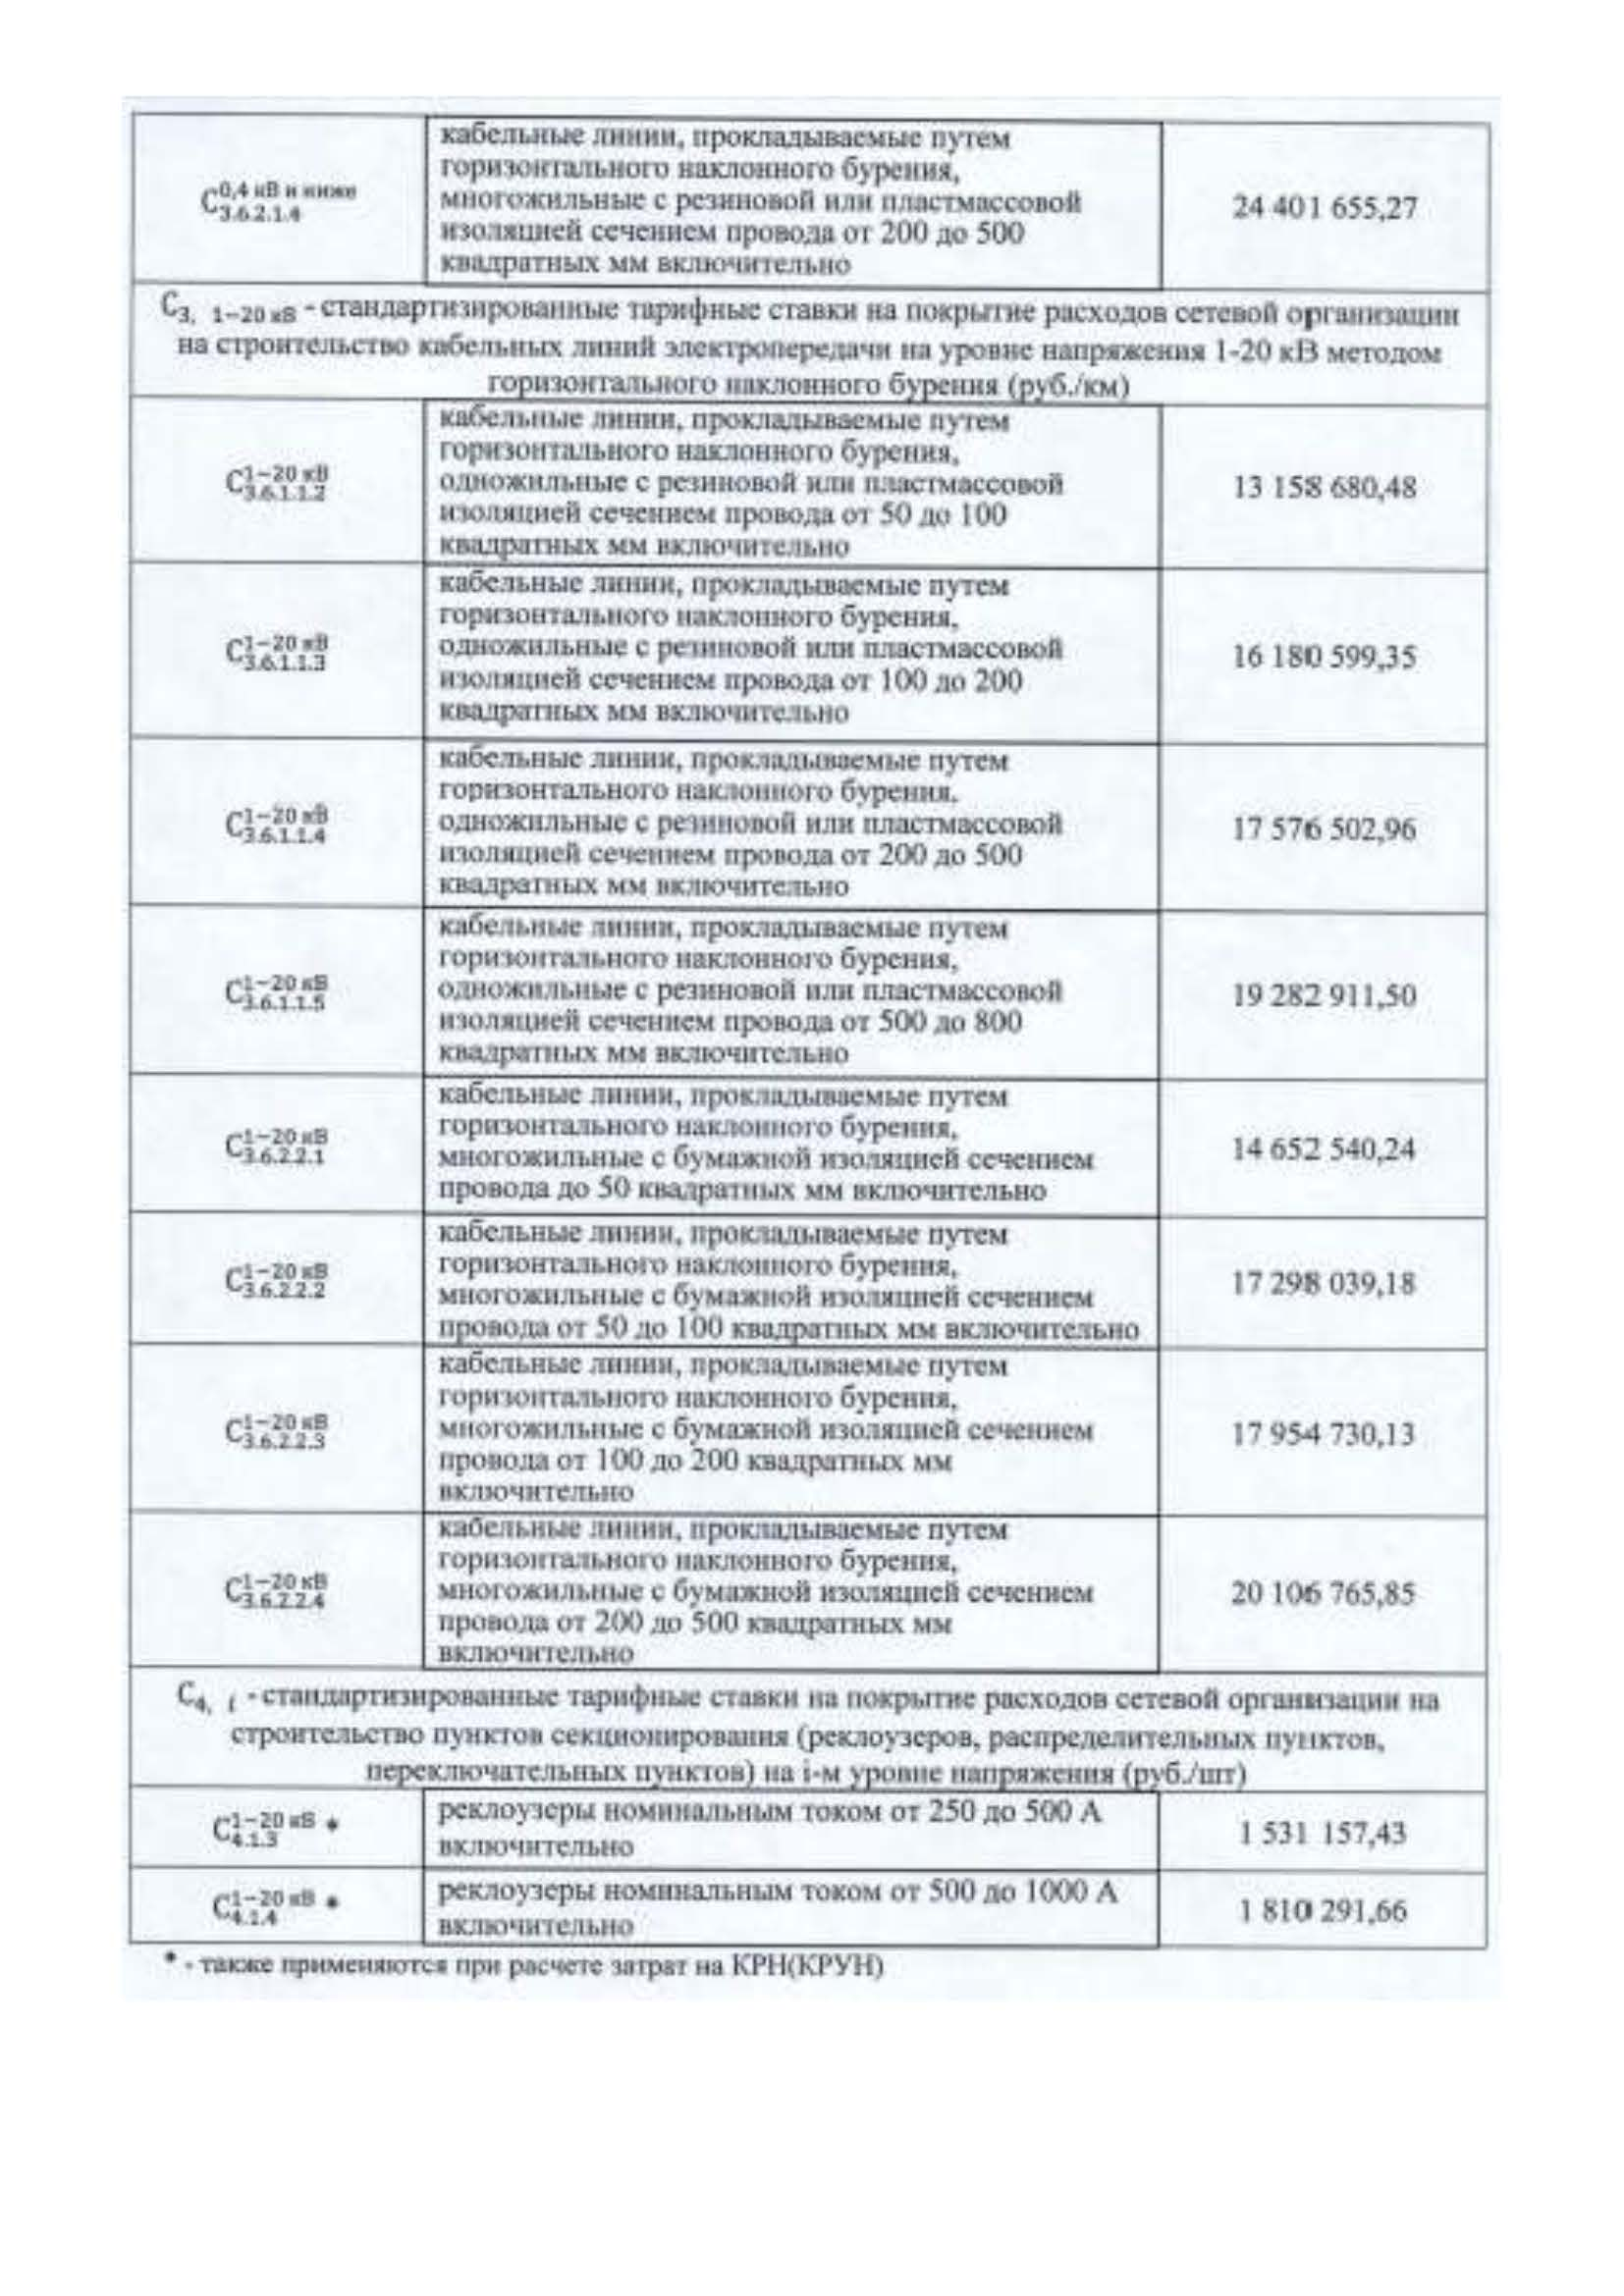 C 0,4 кВ и ниже 3.6.2.1.4
кабельные линии, прокладываемые путем
горизонтального наклонного бурения,
многожильные с резиновой или пластмассовой
изоляцией сечением провода от 200 до 500
квадратных мм включительно
24 401 655,27
C3, 1–20 кВ - стандартизированные тарифные ставки на покрытие расходов сетевой организации
на строительство кабельных линий электропередачи на уровне напряжения 1-20 кВ методом
горизонтального наклонного бурения (руб./км)
C 1–20 кВ 3.6.1.1.2
кабельные линии, прокладываемые путем
горизонтального наклонного бурения,
одножильные с резиновой или пластмассовой
изоляцией сечением провода от 50 до 100
квадратных мм включительно
13 158 680,48
C 1–20 кВ 3.6.1.1.3
кабельные линии, прокладываемые путем
горизонтального наклонного бурения,
одножильные с резиновой или пластмассовой
изоляцией сечением провода от 100 до 200
квадратных мм включительно
16 180 599,35
C 1–20 кВ 3.6.1.1.4
кабельные линии, прокладываемые путем
горизонтального наклонного бурения,
одножильные с резиновой или пластмассовой
изоляцией сечением провода от 200 до 500
квадратных мм включительно
17 576 502,96
C 1–20 кВ 3.6.1.1.5
кабельные линии, прокладываемые путем
горизонтального наклонного бурения,
одножильные с резиновой или пластмассовой
изоляцией сечением провода от 500 до 800
квадратных мм включительно
19 282 911,50
C 1–20 кВ 3.6.2.2.1
кабельные линии, прокладываемые путем
горизонтального наклонного бурения,
многожильные с бумажной изоляцией сечением
провода до 50 квадратных мм включительно
14 652 540,24
C 1–20 кВ 3.6.2.2.2
кабельные линии, прокладываемые путем
горизонтального наклонного бурения,
многожильные с бумажной изоляцией сечением
провода от 50 до 100 квадратных мм включительно
17 298 039,18
C 1–20 кВ 3.6.2.2.3
кабельные линии, прокладываемые путем
горизонтального наклонного бурения,
многожильные с бумажной изоляцией сечением
провода от 100 до 200 квадратных мм
включительно
17 954 730,13
C 1–20 кВ 3.6.2.2.4
кабельные линии, прокладываемые путем
горизонтального наклонного бурения,
многожильные с бумажной изоляцией сечением
провода от 200 до 500 квадратных мм
включительно
20 106 765,85
C4, i - стандартизированные тарифные ставки на покрытие расходов сетевой организации на
строительство пунктов секционирования (реклоузеров, распределительных пунктов,
переключательных пунктов) на i-м уровне напряжения (руб./шт)
C 1–20 кВ 4.1.3 *
реклоузеры номинальным током от 250 до 500 А
включительно
1 531 157,43
C 1–20 кВ 4.1.4 *
реклоузеры номинальным током от 500 до 1000 А
включительно
1 810 291,66
* - также применяются при расчете затрат на КРН(КРУН)